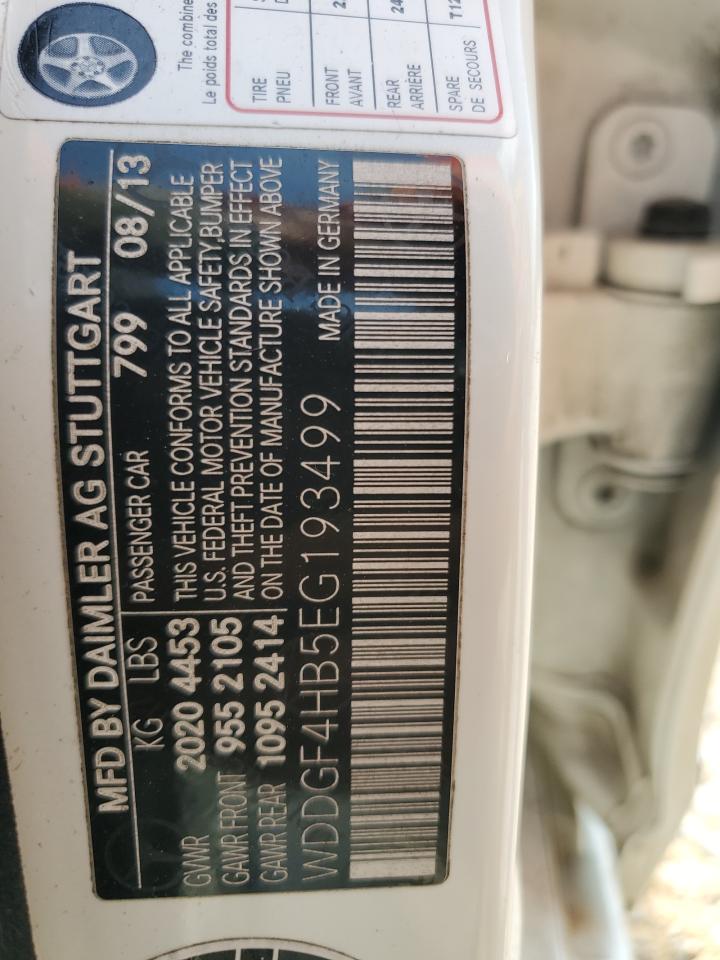 The combine
Le poids total des
TIRE
PNEU
FRONT
AVANT
REAR
ARRIÈRE
24
SPARE
DE SECOURS
T12
MFD BY DAIMLER AG STUTTGART
KG LBS PASSENGER CAR 799 08/13
GVWR 2020 4453
GAWR FRONT 955 2105
GAWR REAR 1095 2414
THIS VEHICLE CONFORMS TO ALL APPLICABLE
U.S. FEDERAL MOTOR VEHICLE SAFETY,BUMPER
AND THEFT PREVENTION STANDARDS IN EFFECT
ON THE DATE OF MANUFACTURE SHOWN ABOVE
WDDGF4HB5EG193499 MADE IN GERMANY